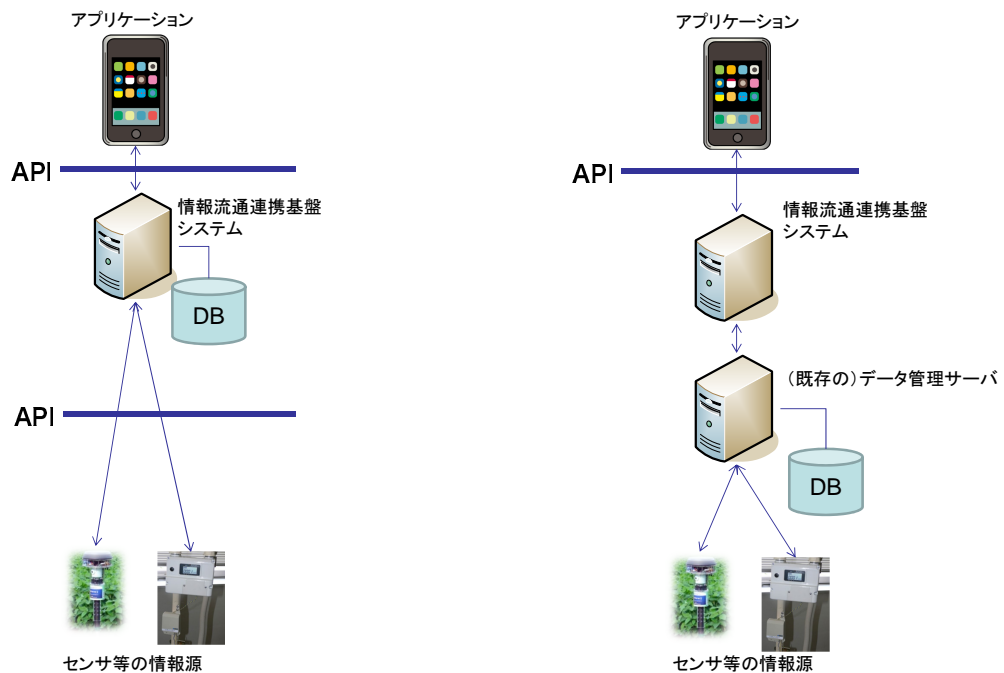 アプリケーション
API
情報流通連携基盤
システム
DB
API
センサ等の情報源
アプリケーション
API
情報流通連携基盤
システム
(既存の)データ管理サーバ
DB
センサ等の情報源